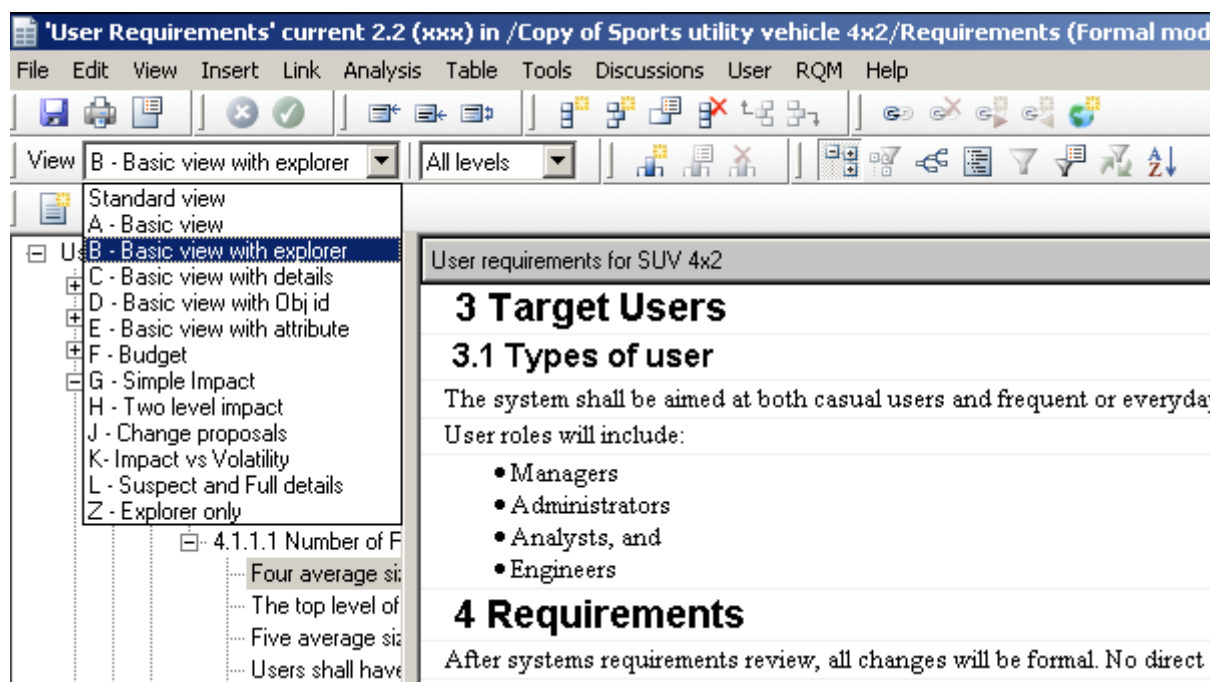 'User Requirements' current 2.2 (xxx) in /Copy of Sports utility vehicle 4x2/Requirements (Formal mod
File Edit View Insert Link Analysis Table Tools Discussions User RQM Help
View B - Basic view with explorer All levels
Standard view
A - Basic view
B - Basic view with explorer
C - Basic view with details
D - Basic view with Obj id
E - Basic view with attribute
F - Budget
G - Simple Impact
H - Two level impact
J - Change proposals
K- Impact vs Volatility
L - Suspect and Full details
Z - Explorer only
4.1.1.1 Number of F
Four average si
The top level of
Five average siz
Users shall have
User requirements for SUV 4x2
3 Target Users
3.1 Types of user
The system shall be aimed at both casual users and frequent or everyday
User roles will include:
• Managers
• Administrators
• Analysts, and
• Engineers
4 Requirements
After systems requirements review, all changes will be formal. No direct